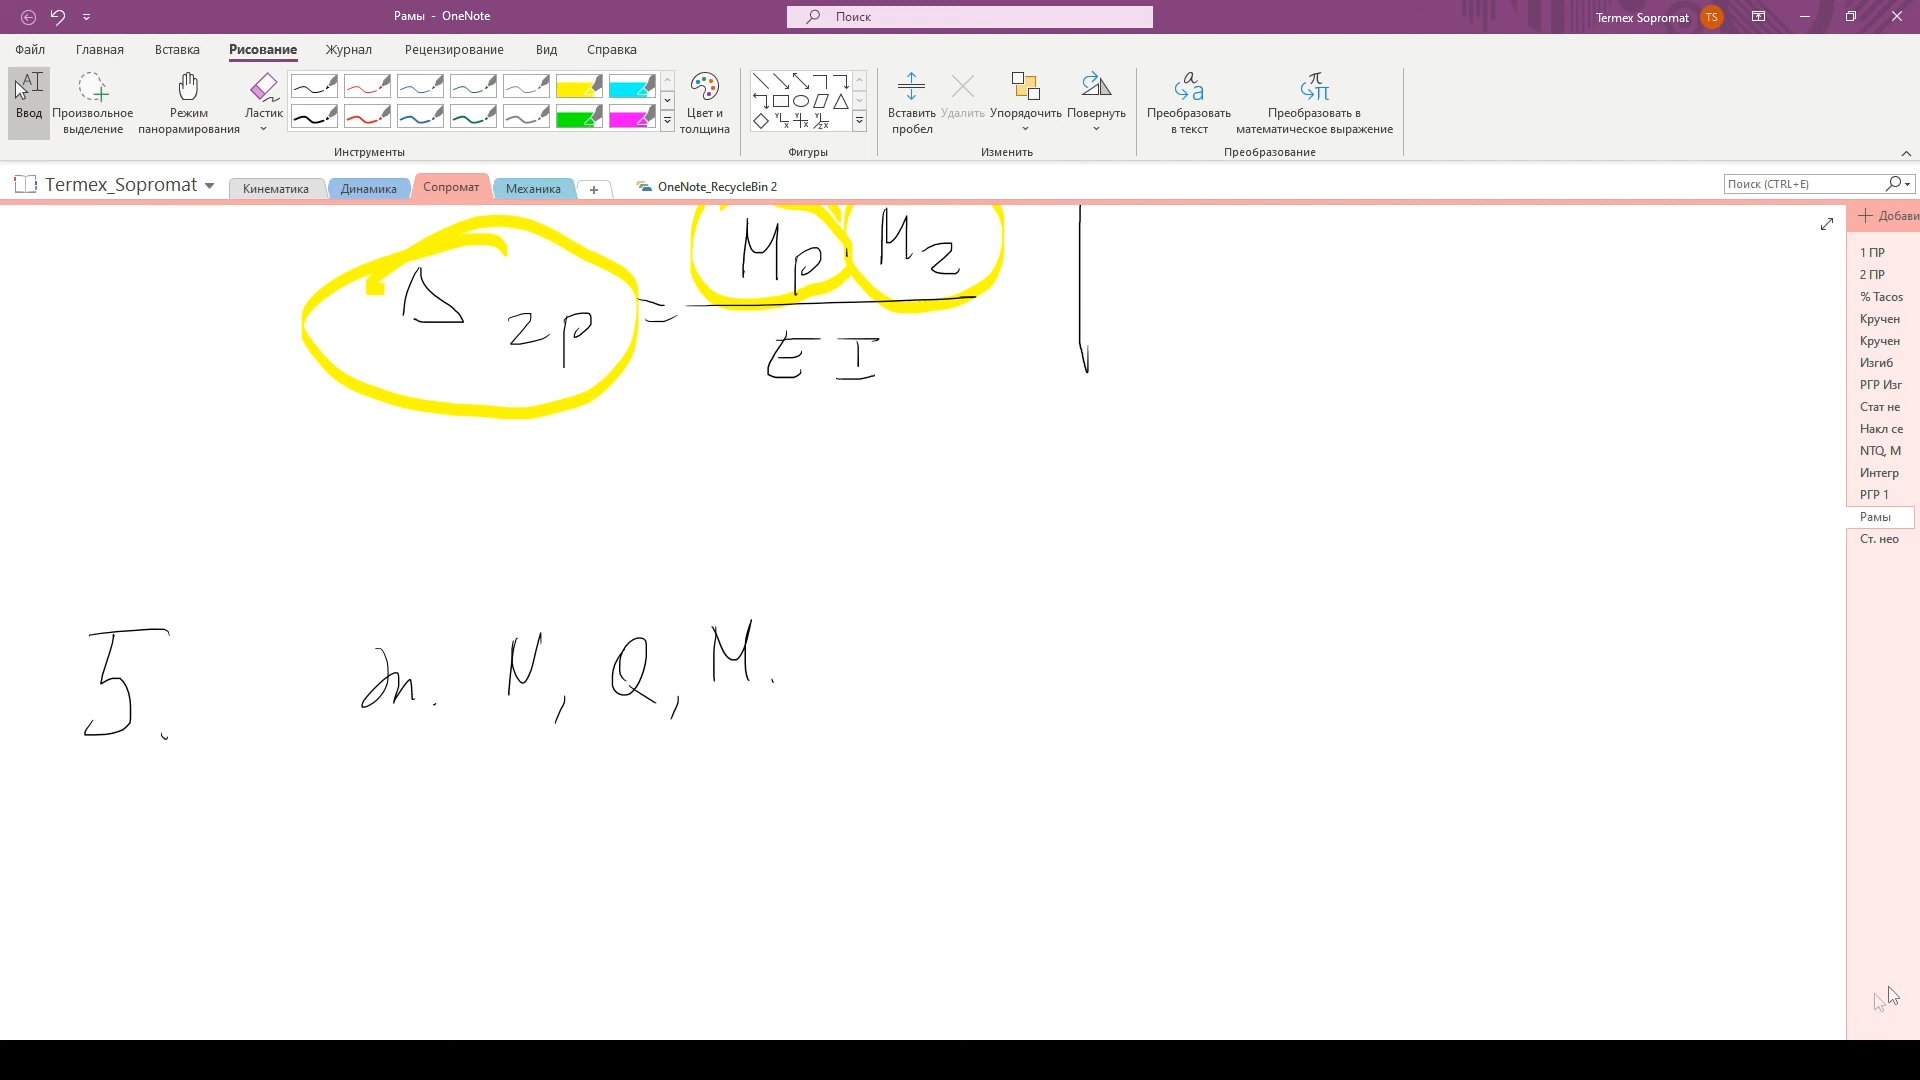 Рамы - OneNote
Поиск
Termex Sopromat
TS
Файл Главная Вставка Рисование Журнал Рецензирование Вид Справка
Ввод
Произвольное выделение
Режим панорамирования
Ластик
Цвет и толщина
Вставить пробел
Удалить
Упорядочить
Повернуть
Преобразовать в текст
Преобразовать в математическое выражение
Инструменты
Фигуры
Изменить
Преобразование
Termex_Sopromat
Кинематика
Динамика
Сопромат
Механика
OneNote_RecycleBin 2
Поиск (CTRL+E)
Добави
1 ПР
2 ПР
% Tacos
Кручен
Кручен
Изгиб
РГР Изг
Стат не
Накл се
NTQ, M
Интегр
РГР 1
Рамы
Ст. нео
Δ 2p = Mp · M2
EI
5. Эп. N, Q, M.